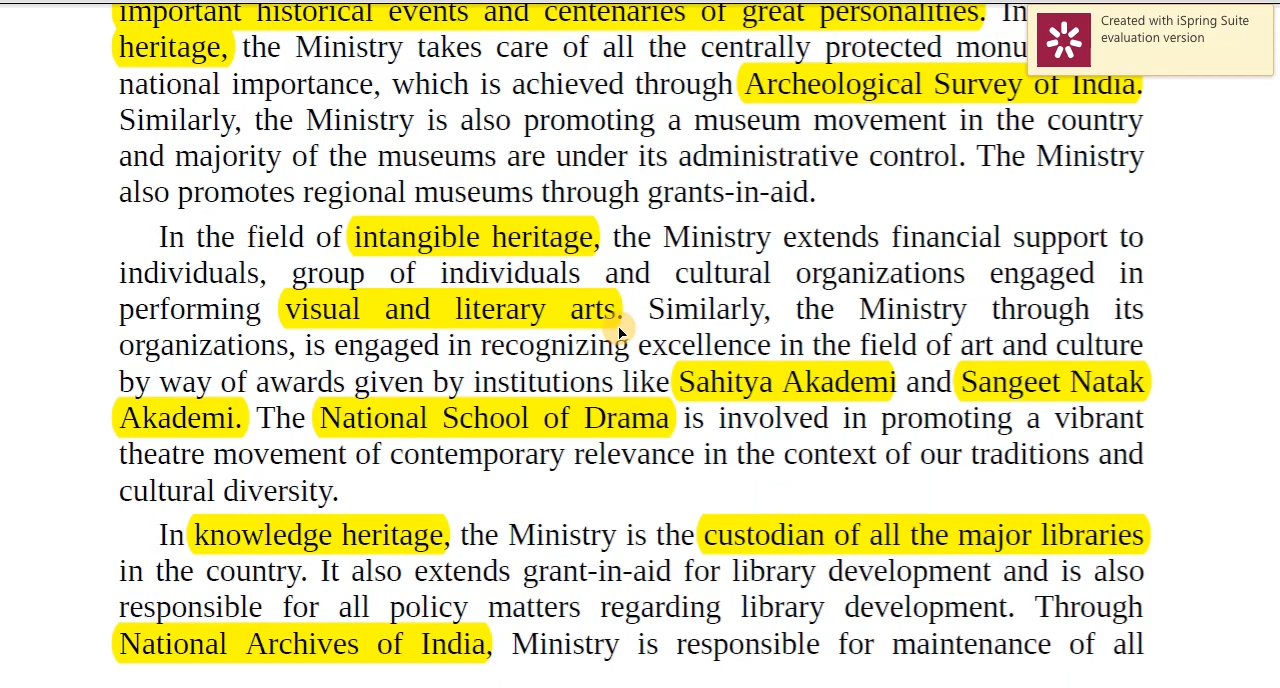 important historical events and centenaries of great personalities. In
heritage, the Ministry takes care of all the centrally protected
national importance, which is achieved through Archeological Survey of India.
Similarly, the Ministry is also promoting a museum movement in the country
and majority of the museums are under its administrative control. The Ministry
also promotes regional museums through grants-in-aid.
In the field of intangible heritage, the Ministry extends financial support to
individuals, group of individuals and cultural organizations engaged in
performing visual and literary arts. Similarly, the Ministry through its
organizations, is engaged in recognizing excellence in the field of art and culture
by way of awards given by institutions like Sahitya Akademi and Sangeet Natak
Akademi. The National School of Drama is involved in promoting a vibrant
theatre movement of contemporary relevance in the context of our traditions and
cultural diversity.
In knowledge heritage, the Ministry is the custodian of all the major libraries
in the country. It also extends grant-in-aid for library development and is also
responsible for all policy matters regarding library development. Through
National Archives of India, Ministry is responsible for maintenance of all
Created with iSpring Suite
evaluation version